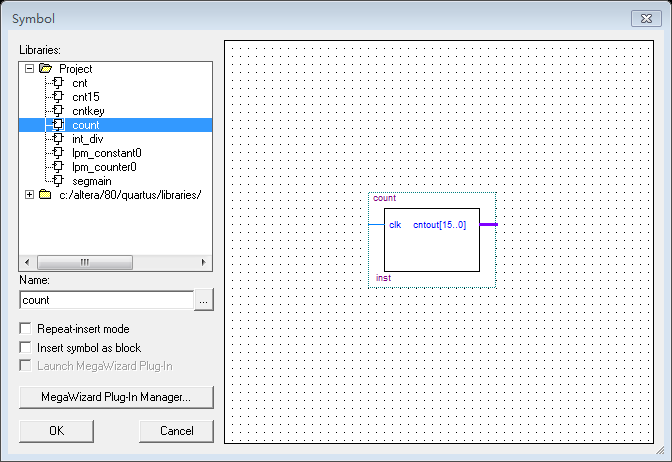 Symbol
Libraries:
Project
cnt
cnt15
cntkey
count
int_div
lpm_constant0
lpm_counter0
segmain
c:/altera/80/quartus/libraries/
Name:
count
...
Repeat-insert mode
Insert symbol as block
Launch MegaWizard Plug-In
MegaWizard Plug-In Manager...
OK
Cancel
count
clk cntout[15..0]
inst